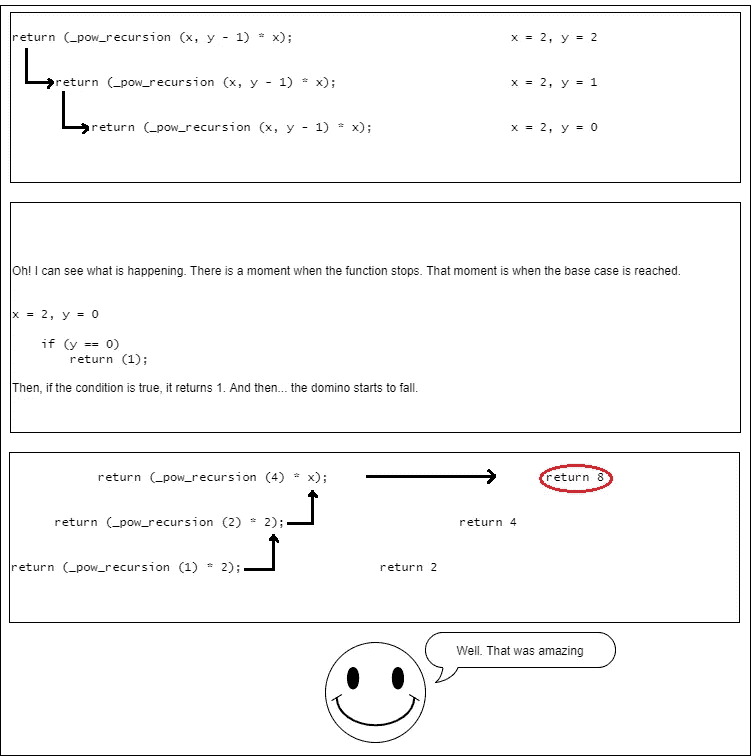 return (_pow_recursion (x, y - 1) * x); x = 2, y = 2
return (_pow_recursion (x, y - 1) * x); x = 2, y = 1
return (_pow_recursion (x, y - 1) * x); x = 2, y = 0
Oh! I can see what is happening. There is a moment when the function stops. That moment is when the base case is reached.
x = 2, y = 0
if (y == 0)
return (1);
Then, if the condition is true, it returns 1. And then... the domino starts to fall.
return (_pow_recursion (4) * x); return 8
return (_pow_recursion (2) * 2); return 4
return (_pow_recursion (1) * 2); return 2
Well. That was amazing